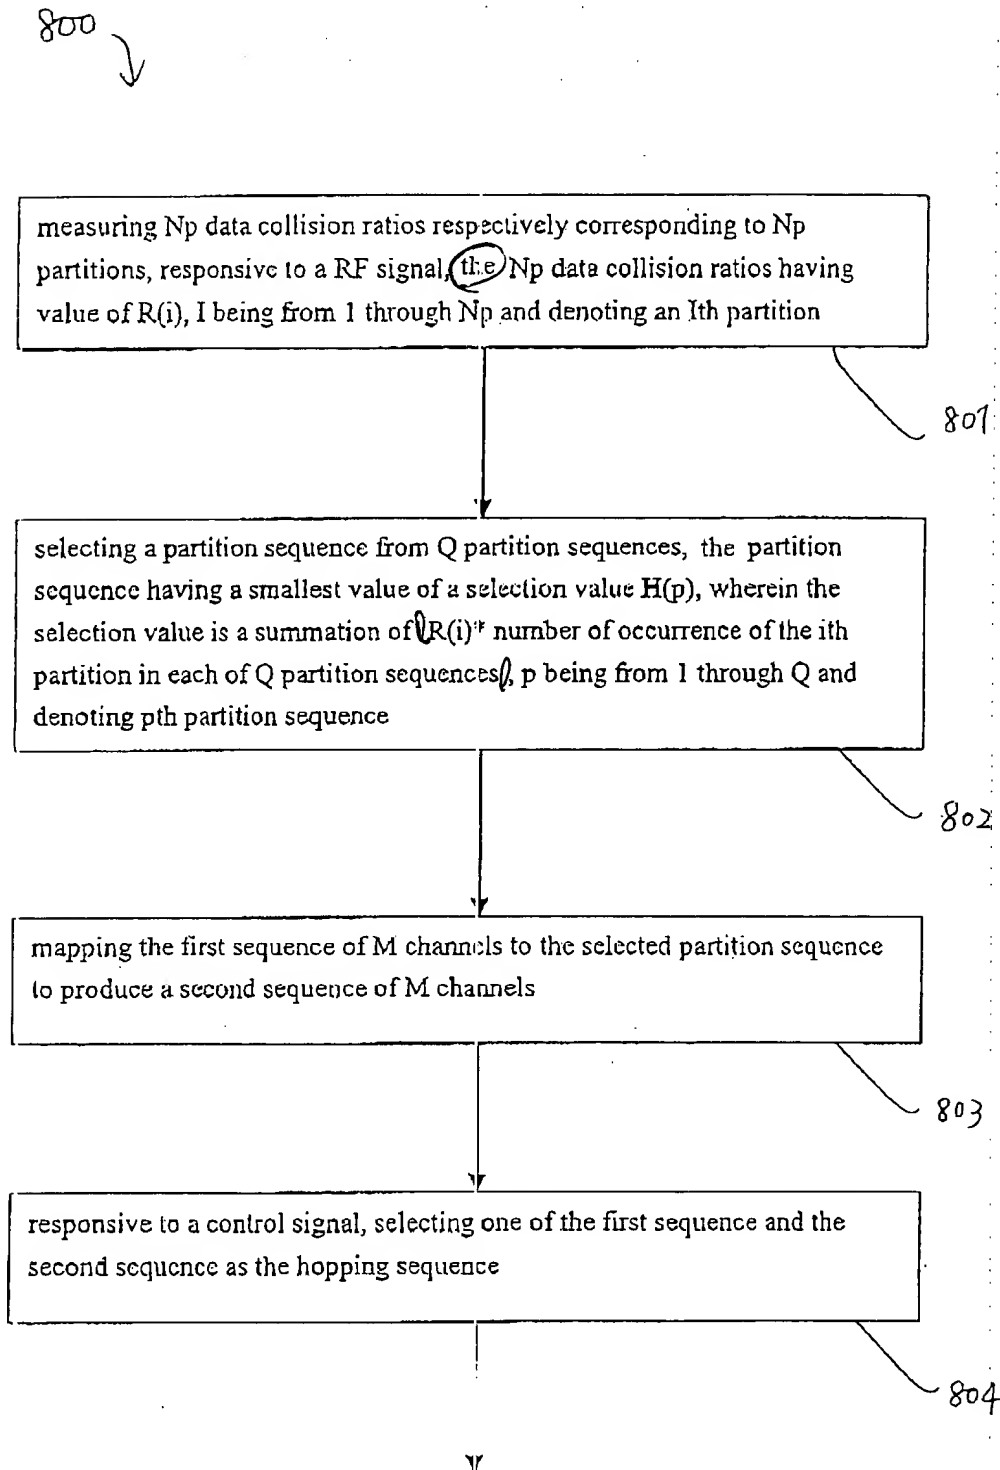 800
measuring Np data collision ratios respectively corresponding to Np
partitions, responsive to a RF signal, the Np data collision ratios having
value of R(i), I being from 1 through Np and denoting an Ith partition
801
selecting a partition sequence from Q partition sequences, the partition
sequence having a smallest value of a selection value H(p), wherein the
selection value is a summation of R(i)* number of occurrence of the ith
partition in each of Q partition sequences, p being from 1 through Q and
denoting pth partition sequence
802
mapping the first sequence of M channels to the selected partition sequence
to produce a second sequence of M channels
803
responsive to a control signal, selecting one of the first sequence and the
second sequence as the hopping sequence
804